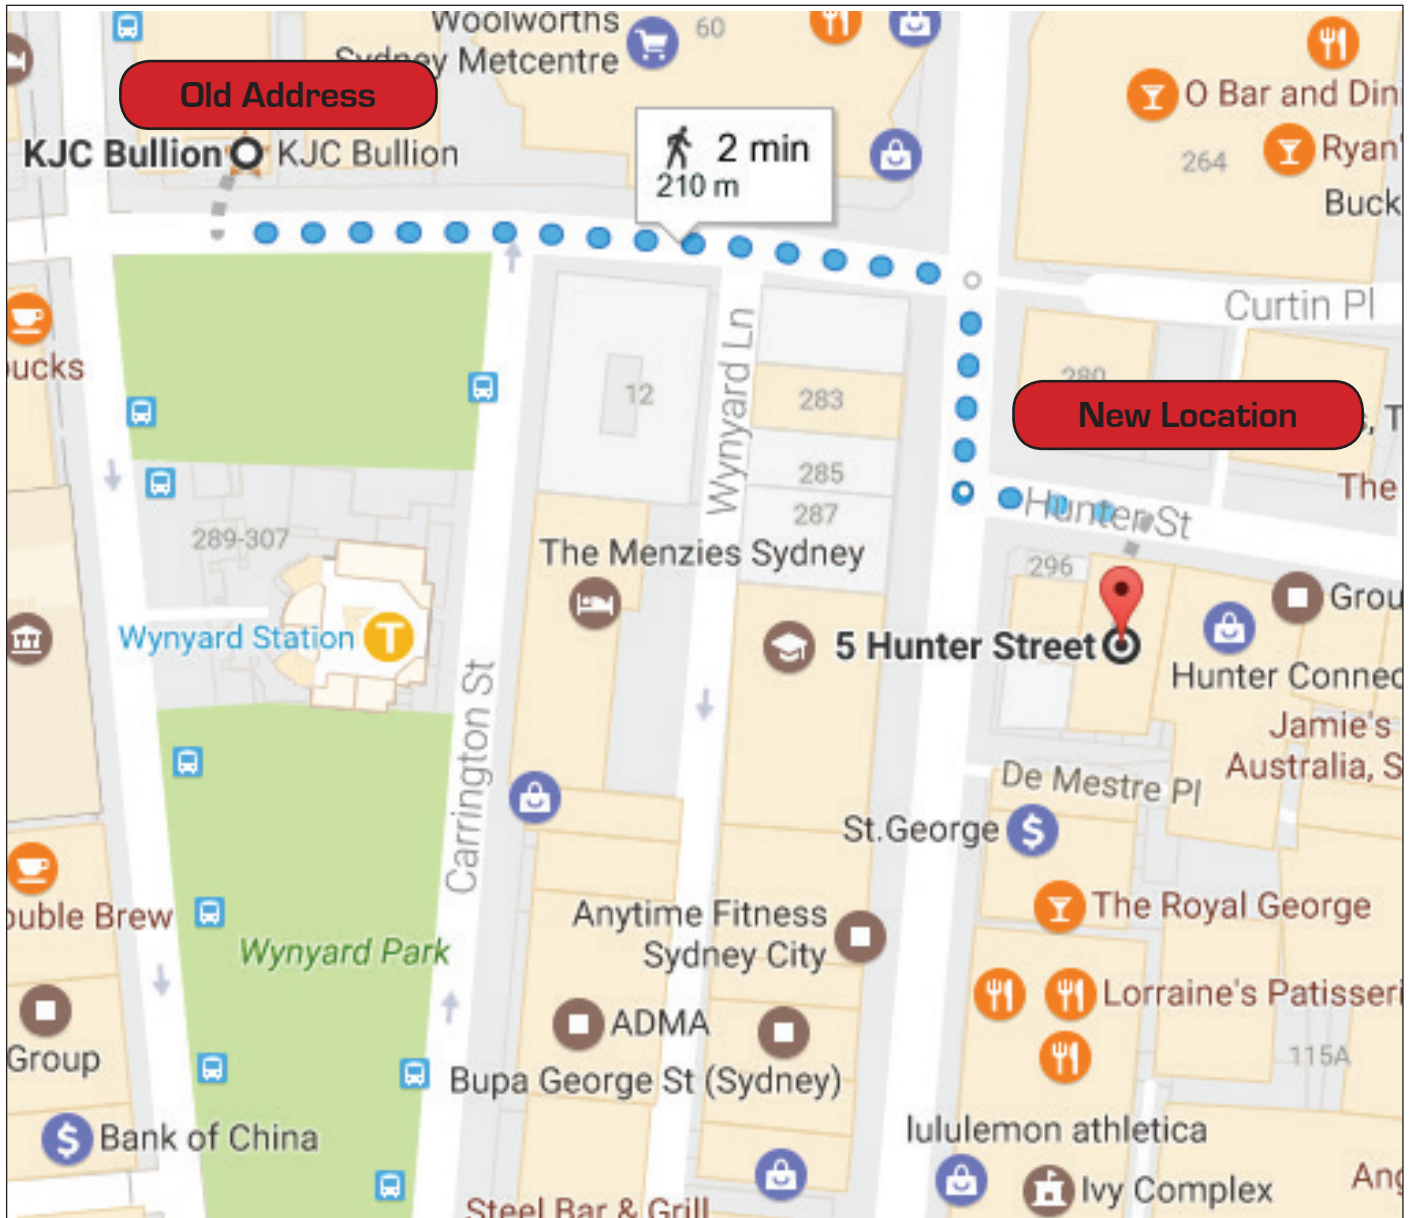 Woolworths
Sydney Metcentre
60
Old Address
KJC Bullion
KJC Bullion
2 min
210 m
O Bar and Din
264
Ryan'
Buck
Curtin Pl
ucks
12
Wynyard Ln
283
280
New Location
, T
285
The
287
Hunter St
289-307
The Menzies Sydney
296
Grou
Wynyard Station
T
5 Hunter Street
Hunter Connec
Jamie's
Australia, S
Carrington St
De Mestre Pl
St.George
ouble Brew
The Royal George
Anytime Fitness
Sydney City
Wynyard Park
Lorraine's Patisseri
ADMA
Group
115A
Bupa George St (Sydney)
Bank of China
lululemon athletica
Ivy Complex
Ang
Steel Bar & Grill